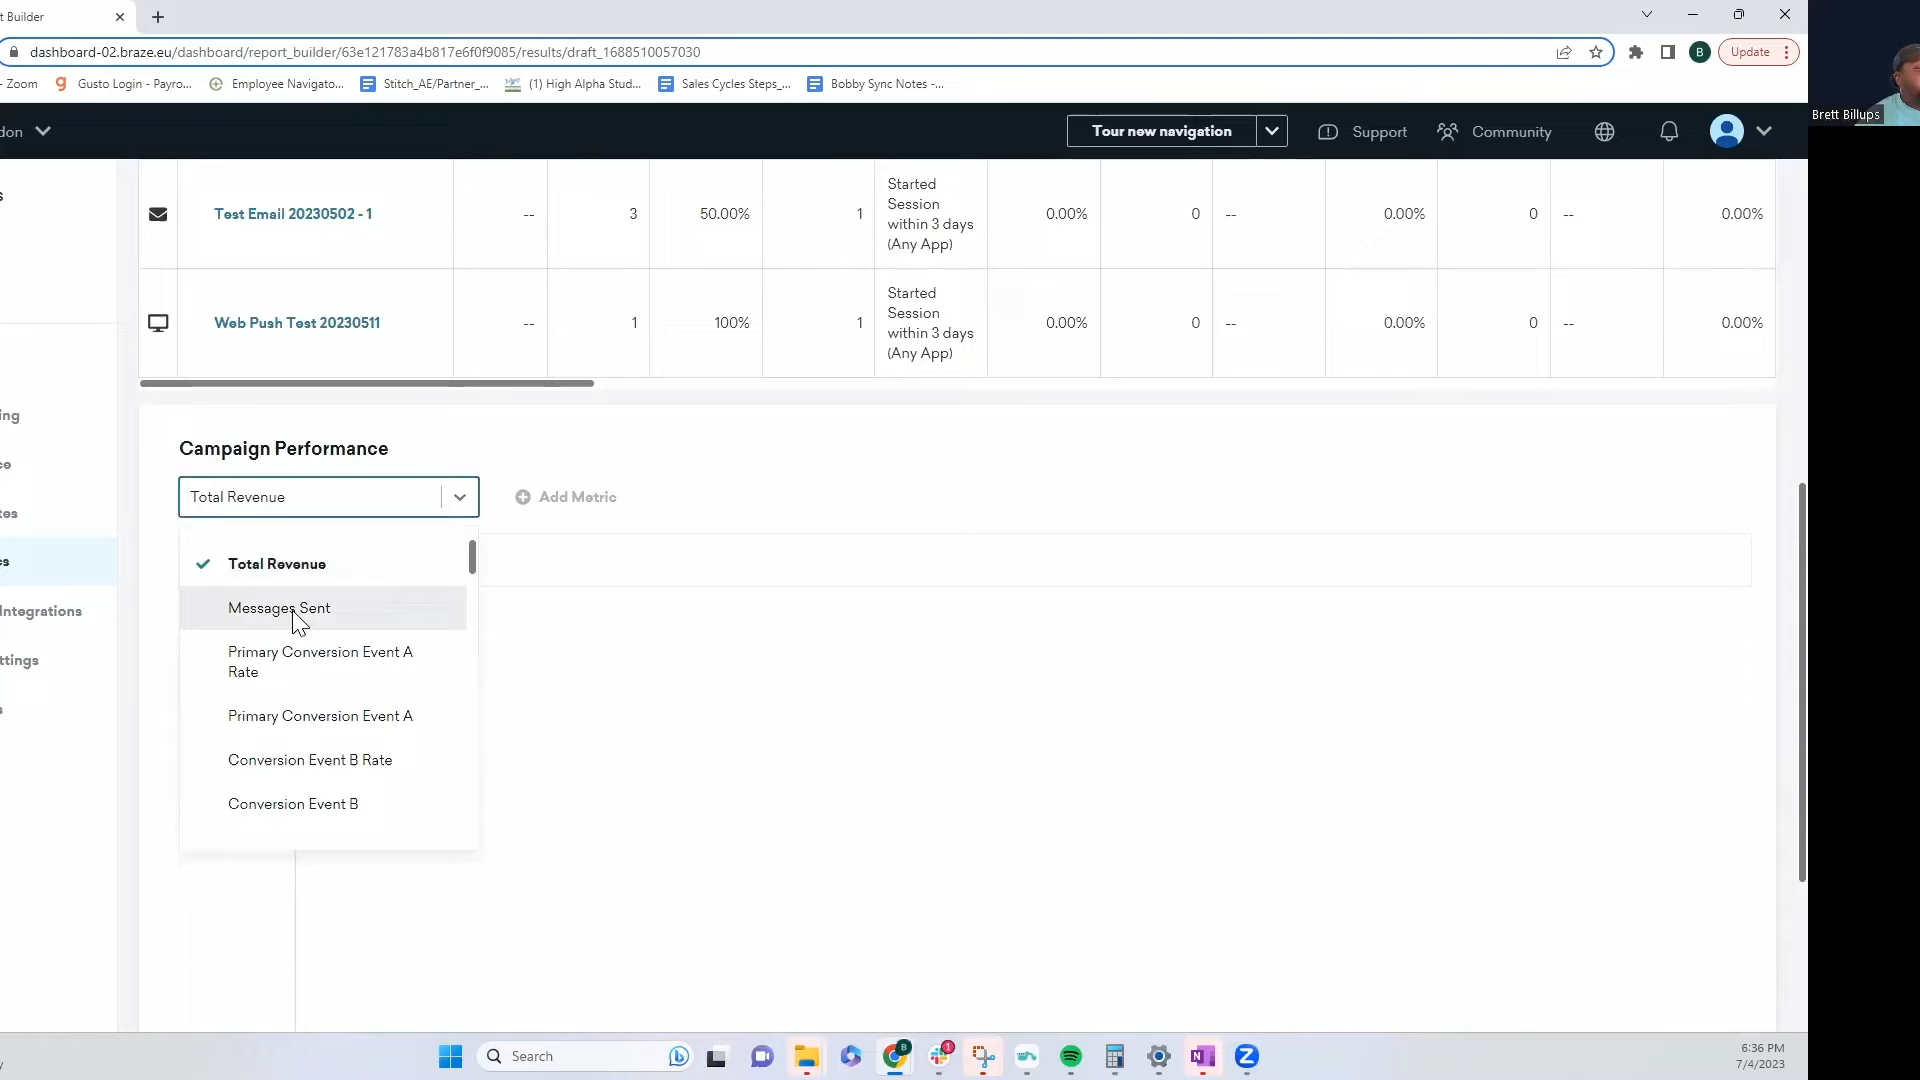 t Builder
dashboard-02.braze.eu/dashboard/report_builder/63e121783a4b817e6f0f9085/results/draft_1688510057030
Update
- Zoom
Gusto Login - Payro...
Employee Navigato...
Stitch_AE/Partner_...
(1) High Alpha Stud...
Sales Cycles Steps_...
Bobby Sync Notes -...
Brett Billups
don
Tour new navigation
Support
Community
Test Email 20230502 - 1
--
3
50.00%
1
Started
Session
within 3 days
(Any App)
0.00%
0
--
0.00%
0
--
0.00%
Web Push Test 20230511
--
1
100%
1
Started
Session
within 3 days
(Any App)
0.00%
0
--
0.00%
0
--
0.00%
s
ing
ce
tes
cs
Integrations
ttings
s
Campaign Performance
Total Revenue
Add Metric
Total Revenue
Messages Sent
Primary Conversion Event A
Rate
Primary Conversion Event A
Conversion Event B Rate
Conversion Event B
Search
6:36 PM
7/4/2023